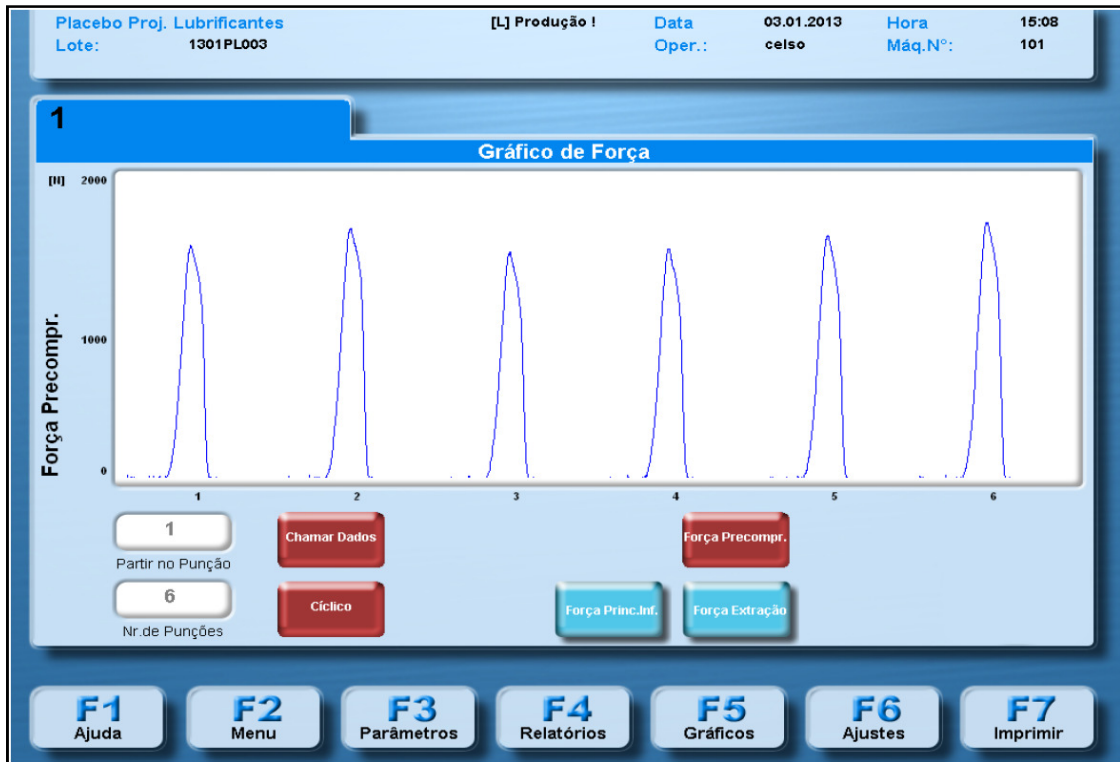 Placebo Proj. Lubrificantes [L] Produção ! Data 03.01.2013 Hora 15:08
Lote: 1301PL003 Oper.: celso Máq.N°: 101
1
Gráfico de Força
[N] 2000
1000
0
Força Precompr.
1 2 3 4 5 6
1 Chamar Dados Força Precompr.
Partir no Punção
6 Cíclico Força Princ.Inf. Força Extração
Nr.de Punções
F1 F2 F3 F4 F5 F6 F7
Ajuda Menu Parâmetros Relatórios Gráficos Ajustes Imprimir